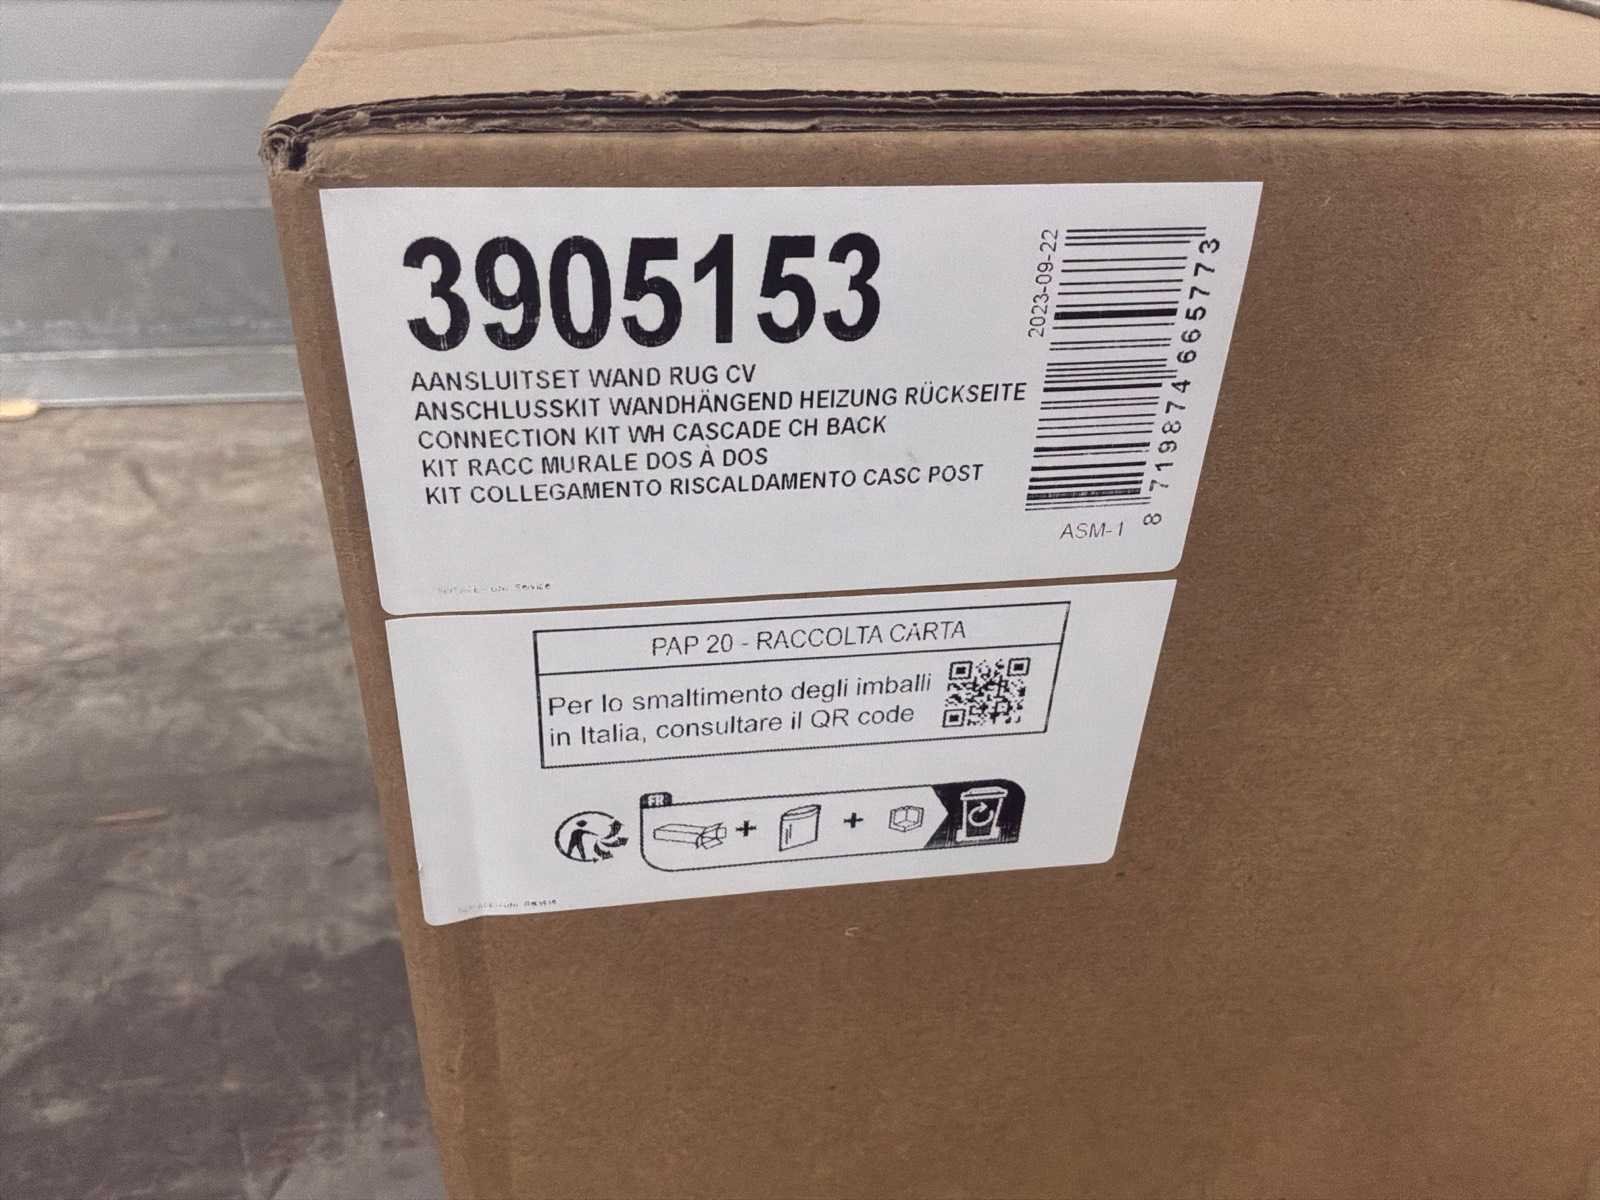 3905153
AANSLUITSET WAND RUG CV
ANSCHLUSSKIT WANDHÄNGEND HEIZUNG RÜCKSEITE
CONNECTION KIT WH CASCADE CH BACK
KIT RACC MURALE DOS À DOS
KIT COLLEGAMENTO RISCALDAMENTO CASC POST
2023-09-22
8 719874 665773
ASM-1
PAP 20 - RACCOLTA CARTA
Per lo smaltimento degli imballi
in Italia, consultare il QR code
FR